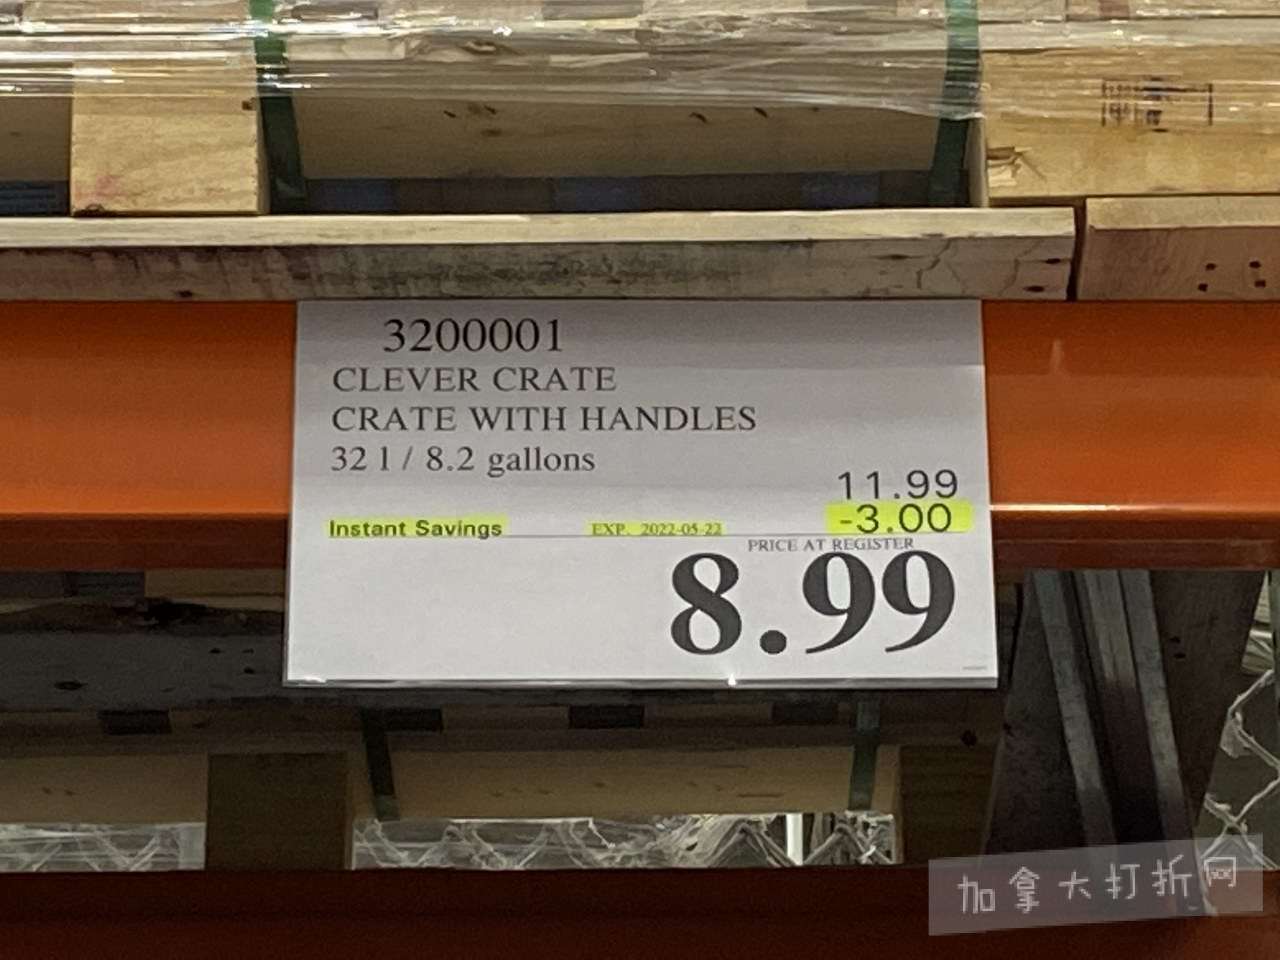 3200001
CLEVER CRATE
CRATE WITH HANDLES
32 l / 8.2 gallons
11.99
Instant Savings EXP. 2022-05-22 -3.00
PRICE AT REGISTER
8.99
加拿大打折网